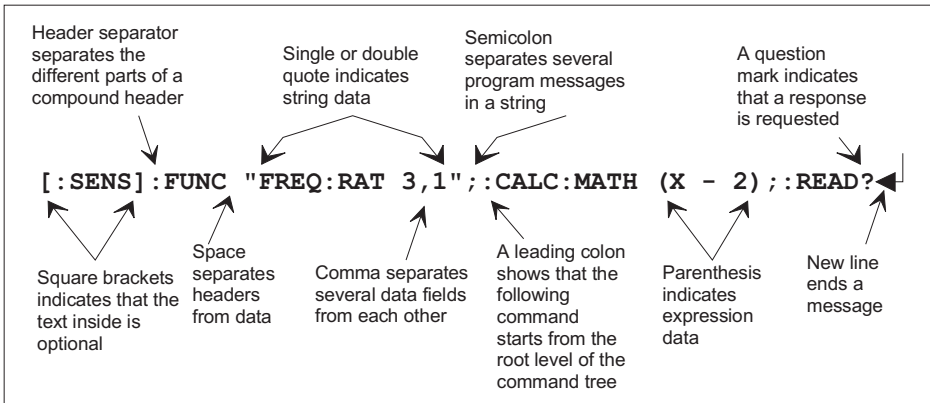 Header separator
separates the
different parts of a
compound header
Single or double
quote indicates
string data
Semicolon
separates several
program messages
in a string
A question
mark indicates
that a response
is requested
[:SENS]:FUNC "FREQ:RAT 3,1";:CALC:MATH (X - 2);:READ?
Square brackets
indicates that the
text inside is
optional
Space
separates
headers
from data
Comma separates
several data fields
from each other
A leading colon
shows that the
following
command
starts from the
root level of the
command tree
Parenthesis
indicates
expression
data
New line
ends a
message